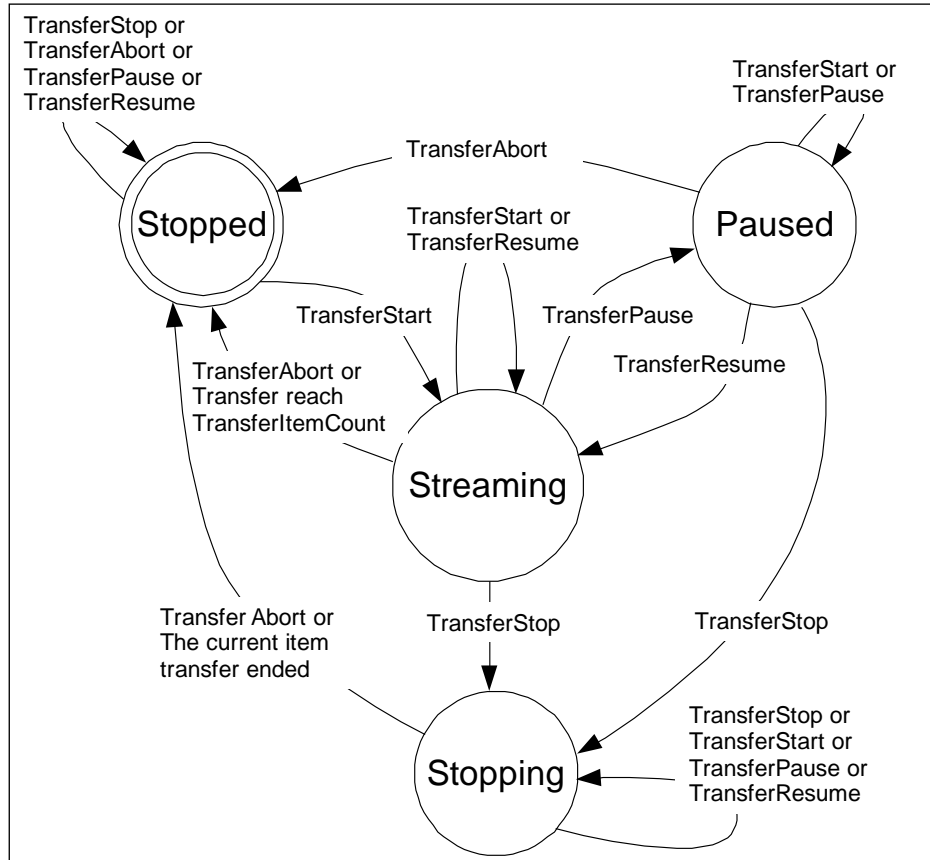 TransferStop or
TransferAbort or
TransferPause or
TransferResume
TransferStart or
TransferPause
TransferAbort
Stopped
TransferStart or
TransferResume
Paused
TransferStart
TransferPause
TransferAbort or
Transfer reach
TransferItemCount
TransferResume
Streaming
Transfer Abort or
The current item
transfer ended
TransferStop
TransferStop
Stopping
TransferStop or
TransferStart or
TransferPause or
TransferResume